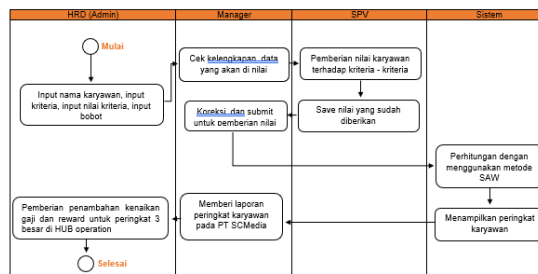 HRD (Admin)
Manager
SPV
Sistem
Mulai
Input nama karyawan, input
kriteria, input nilai kriteria, input
bobot
Cek kelengkapan data
yang akan di nilai
Pemberian nilai karyawan
terhadap kriteria - kriteria
Save nilai yang sudah
diberikan
Koreksi dan submit
untuk pemberian nilai
Perhitungan dengan
menggunakan metode
SAW
Menampilkan peringkat
karyawan
Memberi laporan
peringkat karyawan
pada PT SCMedia
Pemberian penambahan kenaikan
gaji dan reward untuk peringkat 3
besar di HUB operation
Selesai